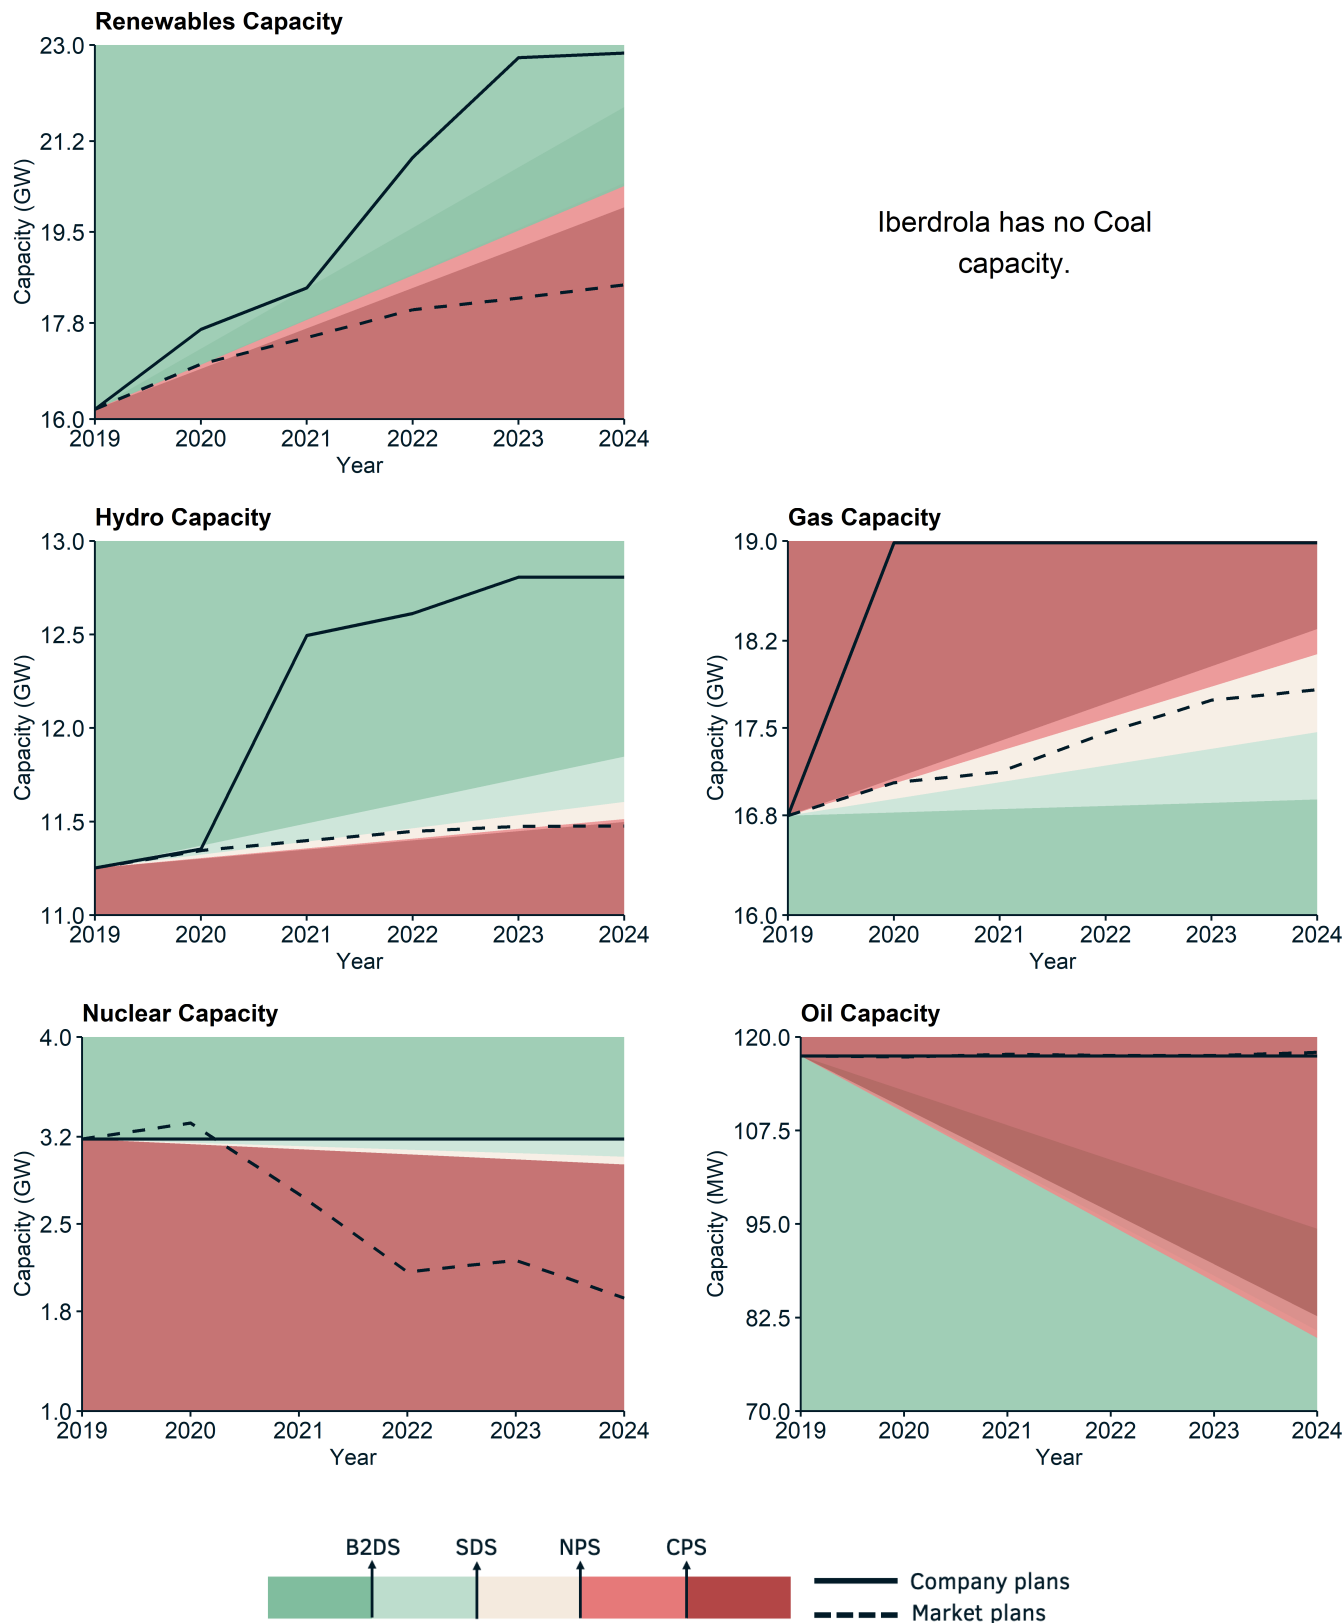 Renewables Capacity
23.0
21.2
19.5
17.8
16.0
Capacity (GW)
2019 2020 2021 2022 2023 2024
Year
Iberdrola has no Coal
capacity.
Hydro Capacity
13.0
12.5
12.0
11.5
11.0
Capacity (GW)
2019 2020 2021 2022 2023 2024
Year
Gas Capacity
19.0
18.2
17.5
16.8
16.0
Capacity (GW)
2019 2020 2021 2022 2023 2024
Year
Nuclear Capacity
4.0
3.2
2.5
1.8
1.0
Capacity (GW)
2019 2020 2021 2022 2023 2024
Year
Oil Capacity
120.0
107.5
95.0
82.5
70.0
Capacity (MW)
2019 2020 2021 2022 2023 2024
Year
B2DS SDS NPS CPS
Company plans
Market plans